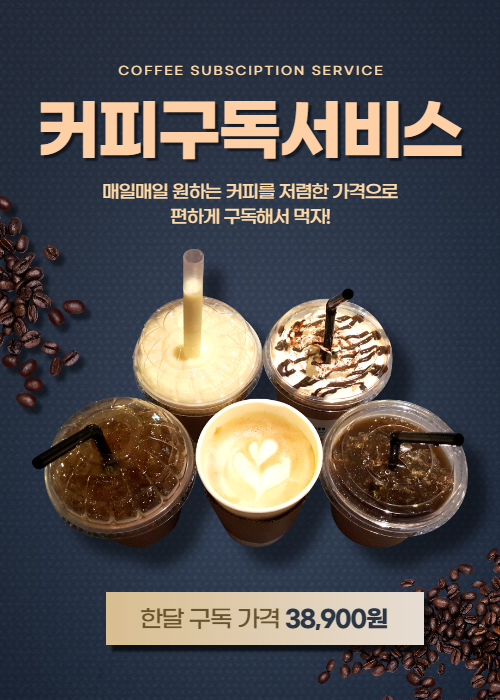 COFFEE SUBSCIPTION SERVICE
커피구독서비스
매일매일 원하는 커피를 저렴한 가격으로
편하게 구독해서 먹자!
한달 구독 가격 38,900원